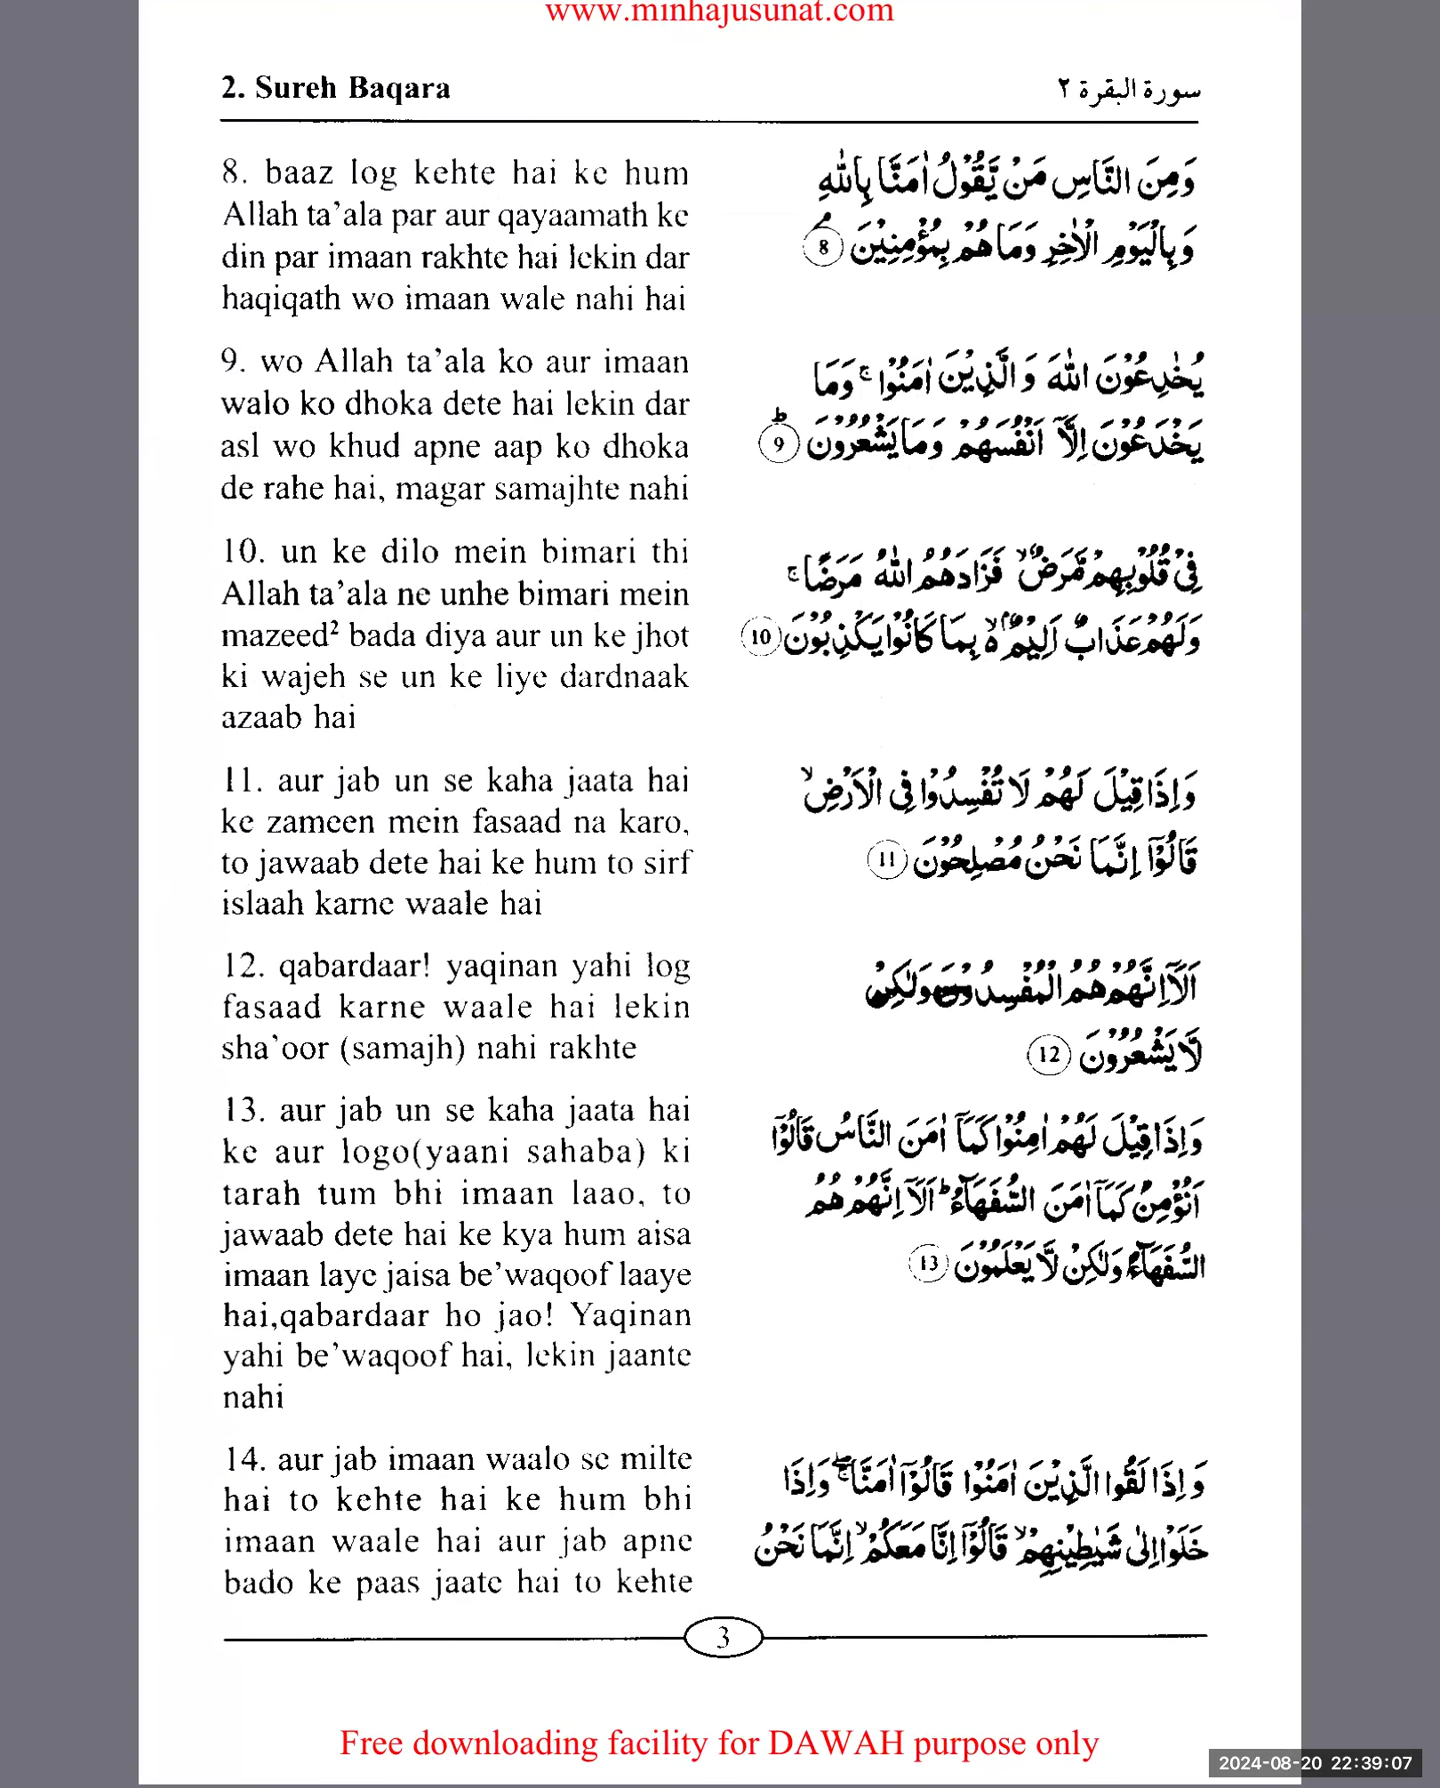 www.minhajusunat.com
2. Sureh Baqara
سورة البقرة ٢
8. baaz log kehte hai ke hum
Allah ta’ala par aur qayaamath ke
din par imaan rakhte hai lekin dar
haqiqath wo imaan wale nahi hai
وَمِنَ النَّاسِ مَنْ يَّقُوْلُ اٰمَنَّا بِاللّٰهِ
وَبِالْيَوْمِ الْاٰخِرِ وَمَا هُمْ بِمُؤْمِنِيْنَ ۘ 8
9. wo Allah ta’ala ko aur imaan
walo ko dhoka dete hai lekin dar
asl wo khud apne aap ko dhoka
de rahe hai, magar samajhte nahi
يُخٰدِعُوْنَ اللّٰهَ وَالَّذِيْنَ اٰمَنُوْا ۚ وَمَا
يَخْدَعُوْنَ اِلَّآ اَنْفُسَهُمْ وَمَا يَشْعُرُوْنَ ؕ 9
10. un ke dilo mein bimari thi
Allah ta’ala ne unhe bimari mein
mazeed² bada diya aur un ke jhot
ki wajeh se un ke liye dardnaak
azaab hai
فِيْ قُلُوْبِهِمْ مَّرَضٌ ۙ فَزَادَهُمُ اللّٰهُ مَرَضًا ۚ
وَلَهُمْ عَذَابٌ اَلِيْمٌ ۙ۬ بِمَا كَانُوْا يَكْذِبُوْنَ 10
11. aur jab un se kaha jaata hai
ke zameen mein fasaad na karo,
to jawaab dete hai ke hum to sirf
islaah karne waale hai
وَاِذَا قِيْلَ لَهُمْ لَا تُفْسِدُوْا فِي الْاَرْضِ ۙ
قَالُوْٓا اِنَّمَا نَحْنُ مُصْلِحُوْنَ 11
12. qabardaar! yaqinan yahi log
fasaad karne waale hai lekin
sha’oor (samajh) nahi rakhte
اَلَآ اِنَّهُمْ هُمُ الْمُفْسِدُوْنَ وَلٰكِنْ
لَّا يَشْعُرُوْنَ 12
13. aur jab un se kaha jaata hai
ke aur logo(yaani sahaba) ki
tarah tum bhi imaan laao, to
jawaab dete hai ke kya hum aisa
imaan laye jaisa be’waqoof laaye
hai,qabardaar ho jao! Yaqinan
yahi be’waqoof hai, lekin jaante
nahi
وَاِذَا قِيْلَ لَهُمْ اٰمِنُوْا كَمَآ اٰمَنَ النَّاسُ قَالُوْٓا
اَنُؤْمِنُ كَمَآ اٰمَنَ السُّفَهَآءُ ؕ اَلَآ اِنَّهُمْ هُمُ
السُّفَهَآءُ وَلٰكِنْ لَّا يَعْلَمُوْنَ 13
14. aur jab imaan waalo se milte
hai to kehte hai ke hum bhi
imaan waale hai aur jab apne
bado ke paas jaate hai to kehte
وَاِذَا لَقُوا الَّذِيْنَ اٰمَنُوْا قَالُوْٓا اٰمَنَّا ۖۚ وَاِذَا
خَلَوْا اِلٰى شَيٰطِيْنِهِمْ ۙ قَالُوْٓا اِنَّا مَعَكُمْ ۙ اِنَّمَا نَحْنُ
3
Free downloading facility for DAWAH purpose only
2024-08-20 22:39:07